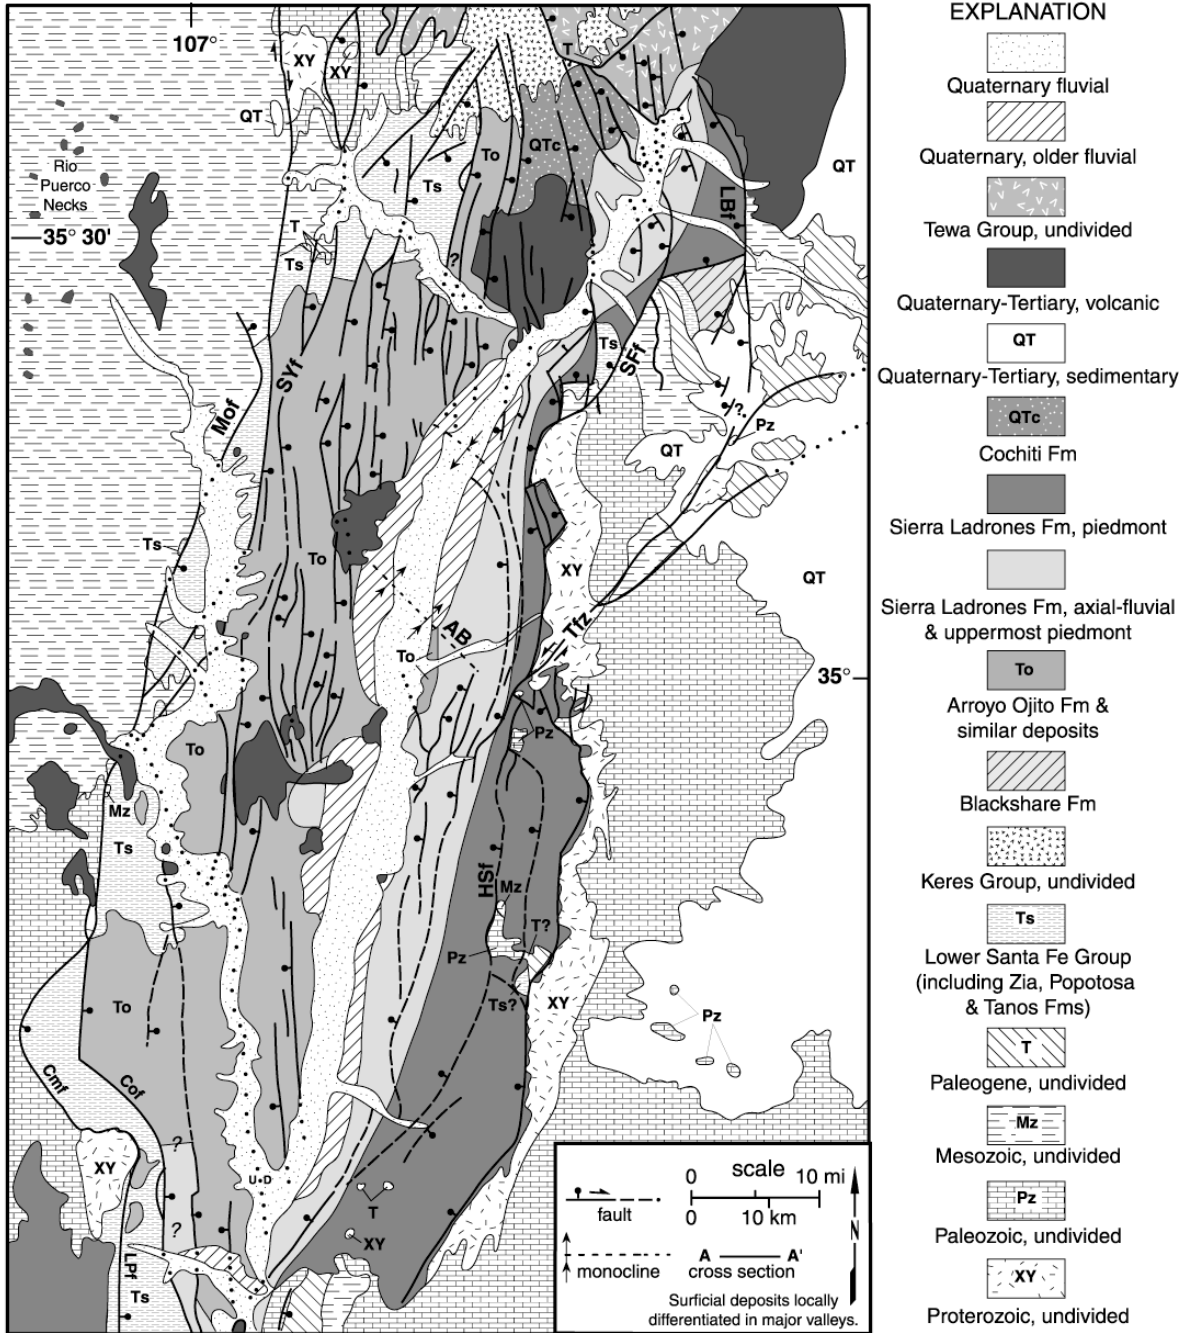 107°
XY
XY
T
QT
Rio
Puerco
Necks
To
QTc
Ts
QT
LBf
35° 30'
T
Ts
?
SYf
Ts
SFf
Mof
?
Pz
QT
Ts
To
XY
QT
AB
Tfz
To
35°
To
Pz
Mz
Ts
HSf
Mz
T?
Pz
Ts?
XY
To
Pz
Cmf
Cof
?
XY
U•D
?
T
XY
LPf
Ts
fault
monocline
0 scale 10 mi
0 10 km
A A'
cross section
N
Surficial deposits locally
differentiated in major valleys.
EXPLANATION
Quaternary fluvial
Quaternary, older fluvial
Tewa Group, undivided
Quaternary-Tertiary, volcanic
QT
Quaternary-Tertiary, sedimentary
QTc
Cochiti Fm
Sierra Ladrones Fm, piedmont
Sierra Ladrones Fm, axial-fluvial
& uppermost piedmont
To
Arroyo Ojito Fm &
similar deposits
Blackshare Fm
Keres Group, undivided
Ts
Lower Santa Fe Group
(including Zia, Popotosa
& Tanos Fms)
T
Paleogene, undivided
Mz
Mesozoic, undivided
Pz
Paleozoic, undivided
XY
Proterozoic, undivided